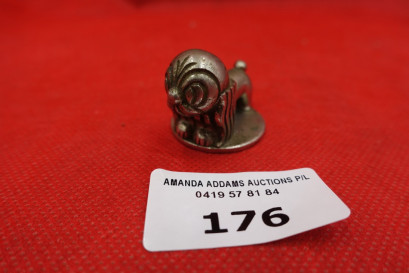 AMANDA ADDAMS AUCTIONS P/L
0419 57 81 84
176